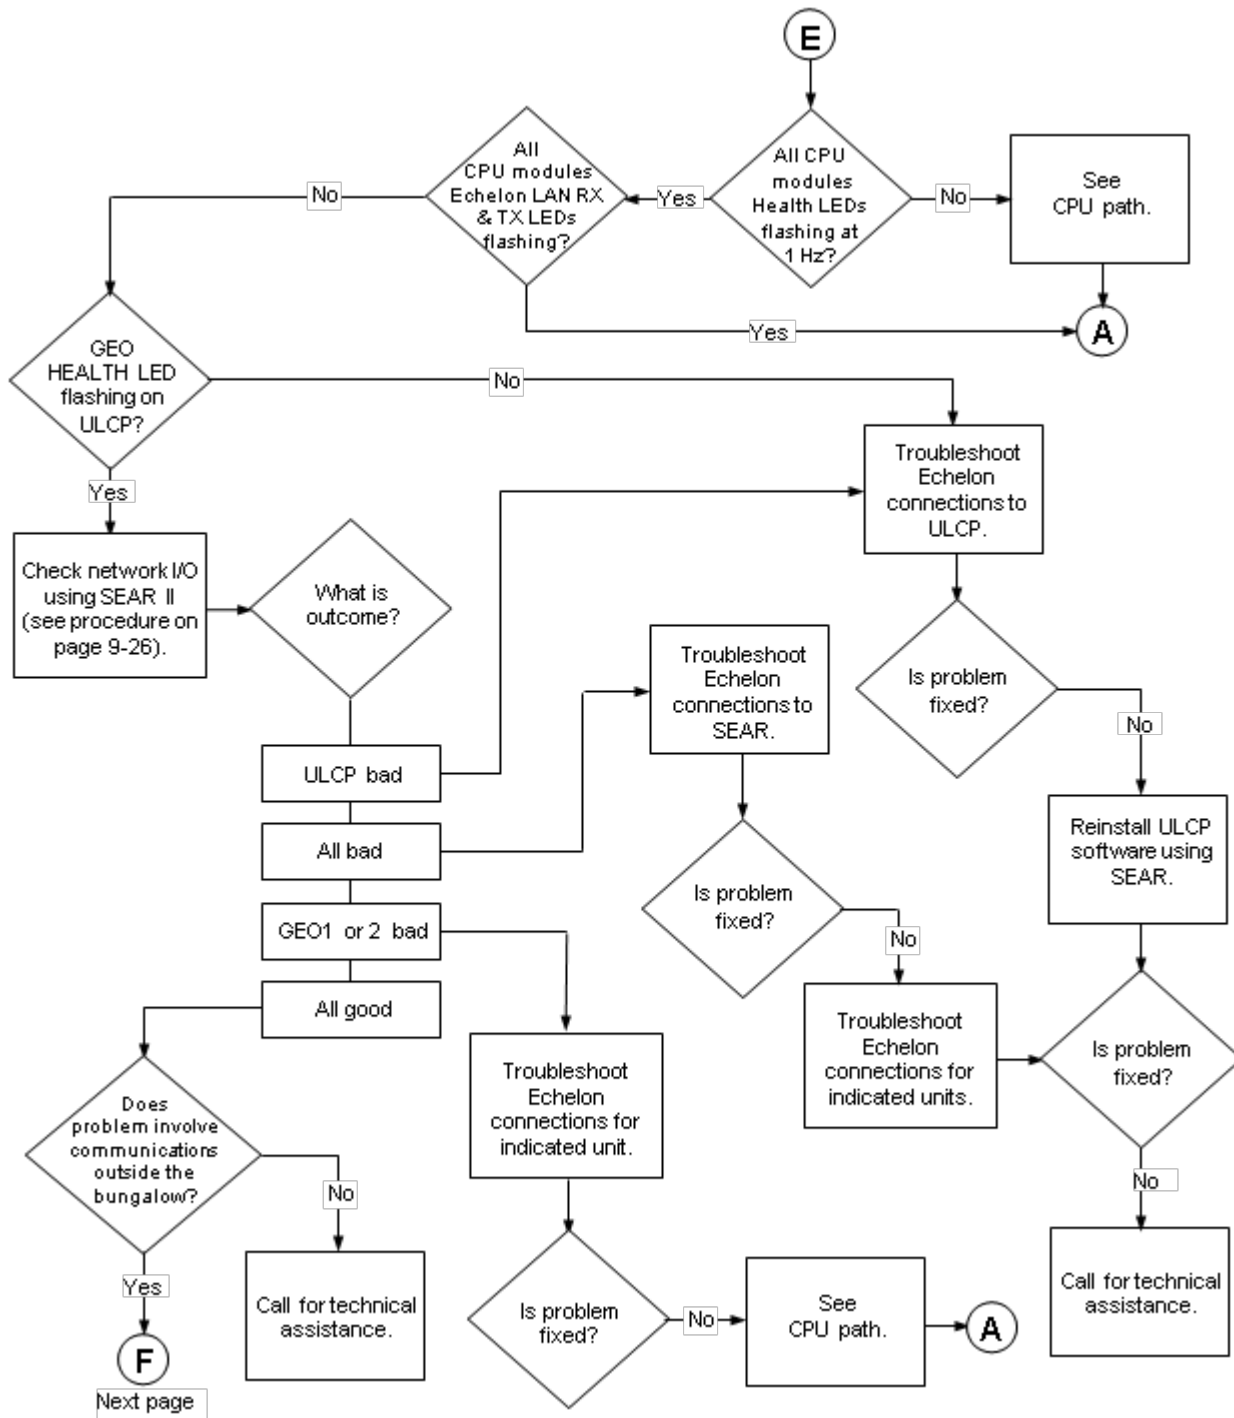 E
All CPU
modules
Health LEDs
flashing at
1 Hz?
No
See
CPU path.
Yes
All
CPU modules
Echelon LAN RX
& TX LEDs
flashing?
No
Yes
A
GEO
HEALTH LED
flashing on
ULCP?
No
Troubleshoot
Echelon
connections to
ULCP.
Yes
Check network I/O
using SEAR II
(see procedure on
page 9-26).
What is
outcome?
Troubleshoot
Echelon
connections to
SEAR.
Is problem
fixed?
No
ULCP bad
All bad
GEO1 or 2 bad
All good
Is problem
fixed?
No
Reinstall ULCP
software using
SEAR.
Troubleshoot
Echelon
connections for
indicated units.
Is problem
fixed?
Troubleshoot
Echelon
connections for
indicated unit.
Does
problem involve
communications
outside the
bungalow?
No
No
Yes
Call for technical
assistance.
Is problem
fixed?
No
See
CPU path.
A
Call for technical
assistance.
F
Next page